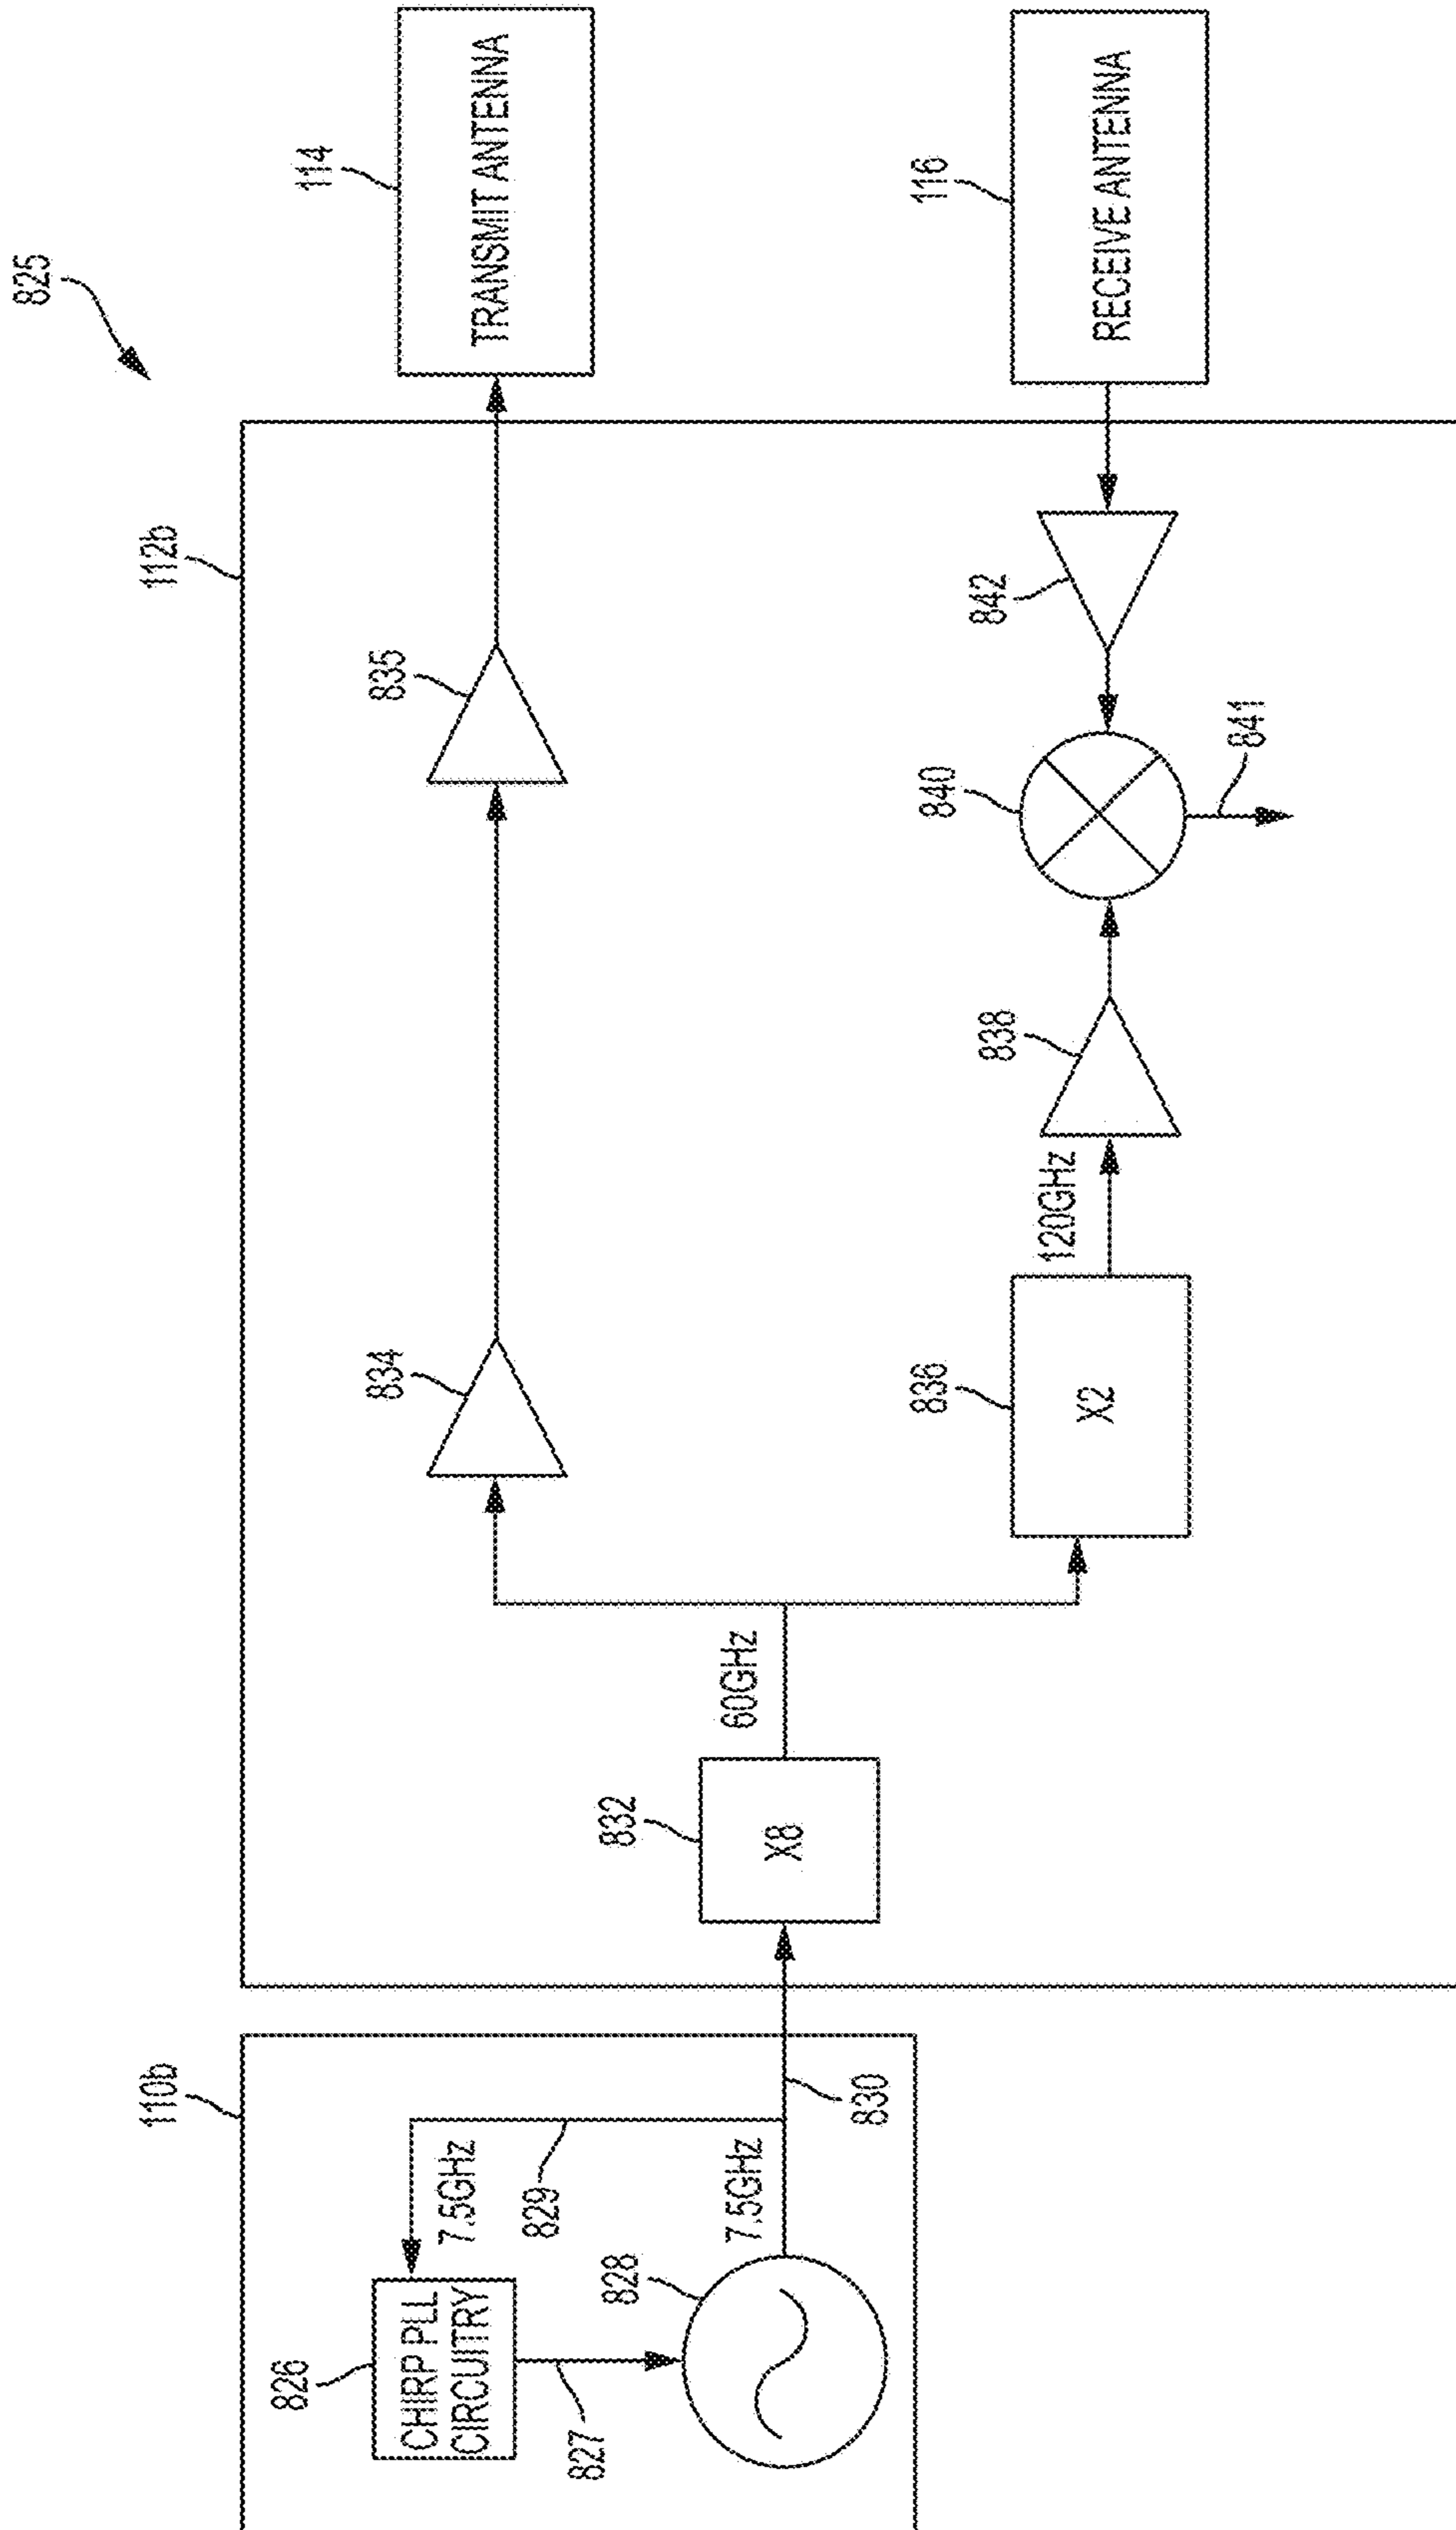 825
110b
112b
826
CHIRP PLL
CIRCUITRY
827
7.5GHz
829
828
7.5GHz
830
832
X8
60GHz
834
835
114
TRANSMIT ANTENNA
836
X2
120GHz
838
840
841
842
116
RECEIVE ANTENNA